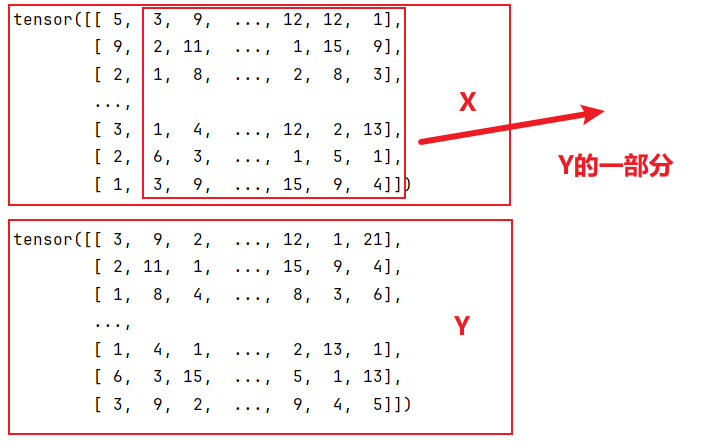 tensor([[ 5, 3, 9, ..., 12, 12, 1],
[ 9, 2, 11, ..., 1, 15, 9],
[ 2, 1, 8, ..., 2, 8, 3],
...,
[ 3, 1, 4, ..., 12, 2, 13],
[ 2, 6, 3, ..., 1, 5, 1],
[ 1, 3, 9, ..., 15, 9, 4]])
X
Y的一部分
tensor([[ 3, 9, 2, ..., 12, 1, 21],
[ 2, 11, 1, ..., 15, 9, 4],
[ 1, 8, 4, ..., 8, 3, 6],
...,
[ 1, 4, 1, ..., 2, 13, 1],
[ 6, 3, 15, ..., 5, 1, 13],
[ 3, 9, 2, ..., 9, 4, 5]])
Y